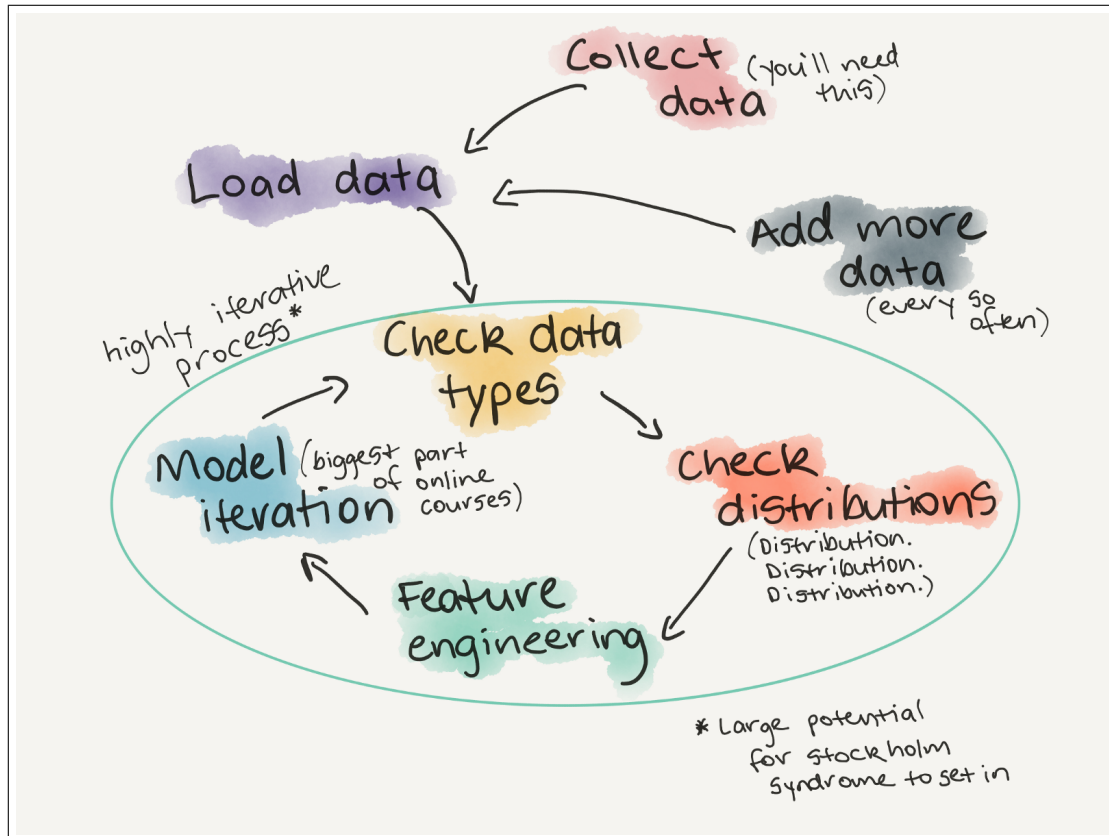 Collect
data
(you'll need
this)
Load data
Add more
data
(every so
often)
highly iterative
process*
Check data
types
Model
iteration
(biggest part
of online
courses)
Check
distributions
(Distribution.
Distribution.
Distribution.)
Feature
engineering
* Large potential
for stockholm
syndrome to set in